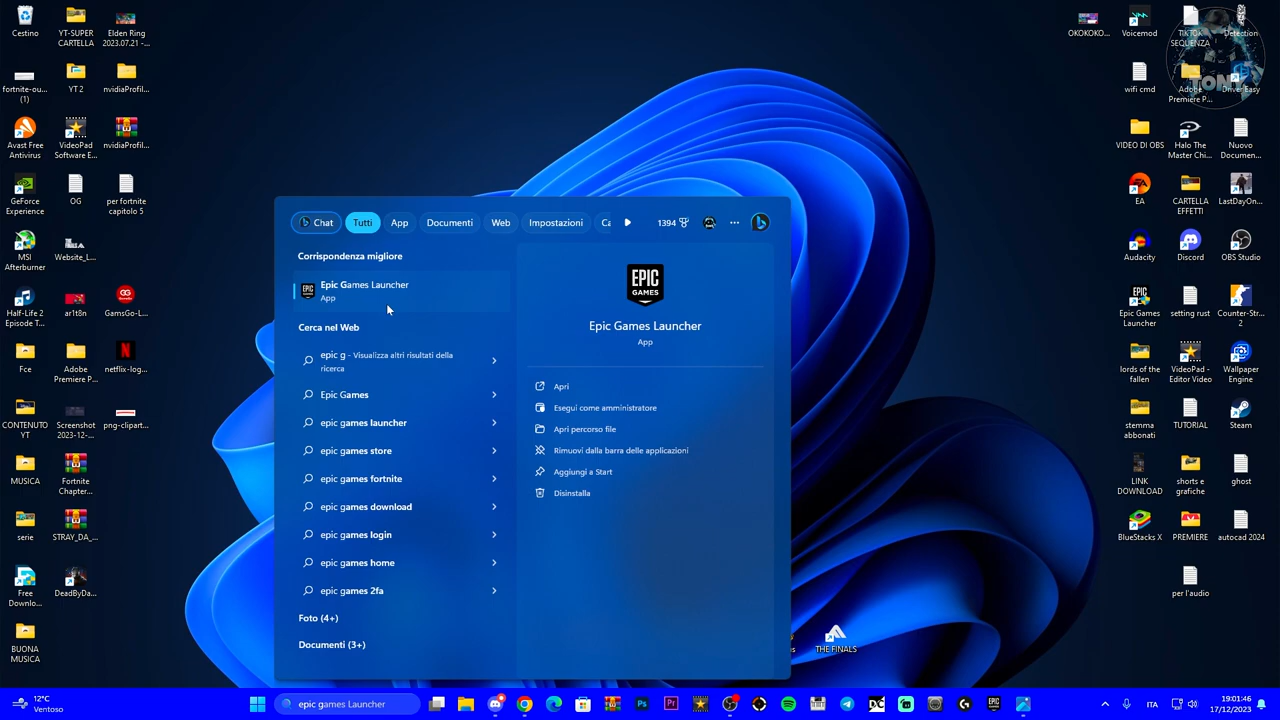 Cestino
YT-SUPER
CARTELLA
Elden Ring
2023.07.21 -...
fortnite-ou...
(1)
YT 2
nvidiaProfil...
Avast Free
Antivirus
VideoPad
Software E...
nvidiaProfil...
GeForce
Experience
OG
per fortnite
capitolo 5
MSI
Afterburner
Website_L...
Half-Life 2
Episode T...
ar1t8n
GamsGo-L...
Fce
Adobe
Premiere P...
netflix-log...
CONTENUTO
YT
Screenshot
2023-12-...
png-clipart...
MUSICA
Fortnite
Chapter...
serie
STRAY_DA_...
Free
Downlo...
DeadByDa...
BUONA
MUSICA
Chat
Tutti
App
Documenti
Web
Impostazioni
Ca
1394
Corrispondenza migliore
Epic Games Launcher
App
Cerca nel Web
epic g - Visualizza altri risultati della
ricerca
Epic Games
epic games launcher
epic games store
epic games fortnite
epic games download
epic games login
epic games home
epic games 2fa
Foto (4+)
Documenti (3+)
EPIC
GAMES
Epic Games Launcher
App
Apri
Esegui come amministratore
Apri percorso file
Rimuovi dalla barra delle applicazioni
Aggiungi a Start
Disinstalla
THE FINALS
OKOKOKO...
Voicemod
TIKTOK
SEQUENZA
Detection
wifi cmd
Adobe
Premiere P...
Driver Easy
TONY
VIDEO DI OBS
Halo The
Master Chi...
Nuovo
Documen...
EA
CARTELLA
EFFETTI
LastDayOn...
Audacity
Discord
OBS Studio
Epic Games
Launcher
setting rust
Counter-Str...
2
lords of the
fallen
VideoPad -
Editor Video
Wallpaper
Engine
stemma
abbonati
TUTORIAL
Steam
LINK
DOWNLOAD
shorts e
grafiche
ghost
BlueStacks X
PREMIERE
autocad 2024
per l'audio
12°C
Ventoso
epic games Launcher
Ps
Pr
ITA
19:01:46
17/12/2023